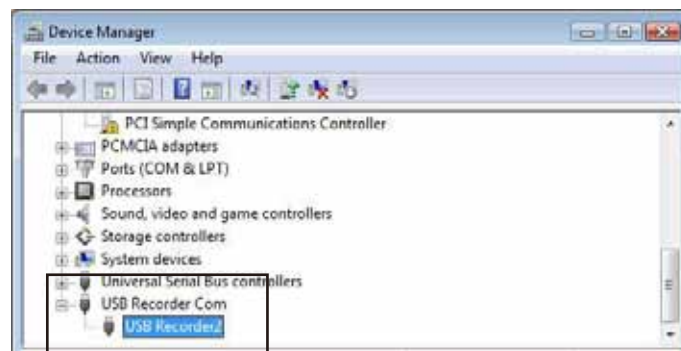 Device Manager
File Action View Help
PCI Simple Communications Controller
PCMCIA adapters
Ports (COM & LPT)
Processors
Sound, video and game controllers
Storage controllers
System devices
Universal Serial Bus controllers
USB Recorder Com
USB Recorder2